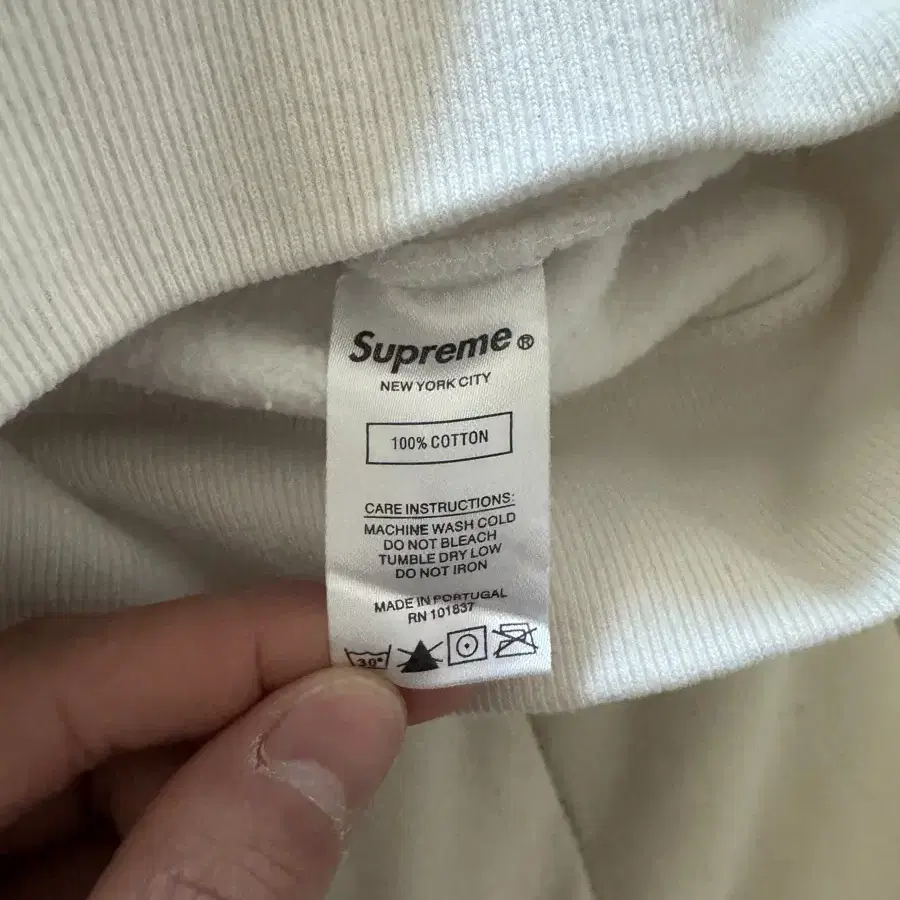 Supreme®
NEW YORK CITY
100% COTTON
CARE INSTRUCTIONS:
MACHINE WASH COLD
DO NOT BLEACH
TUMBLE DRY LOW
DO NOT IRON
MADE IN PORTUGAL
RN 101837
30°